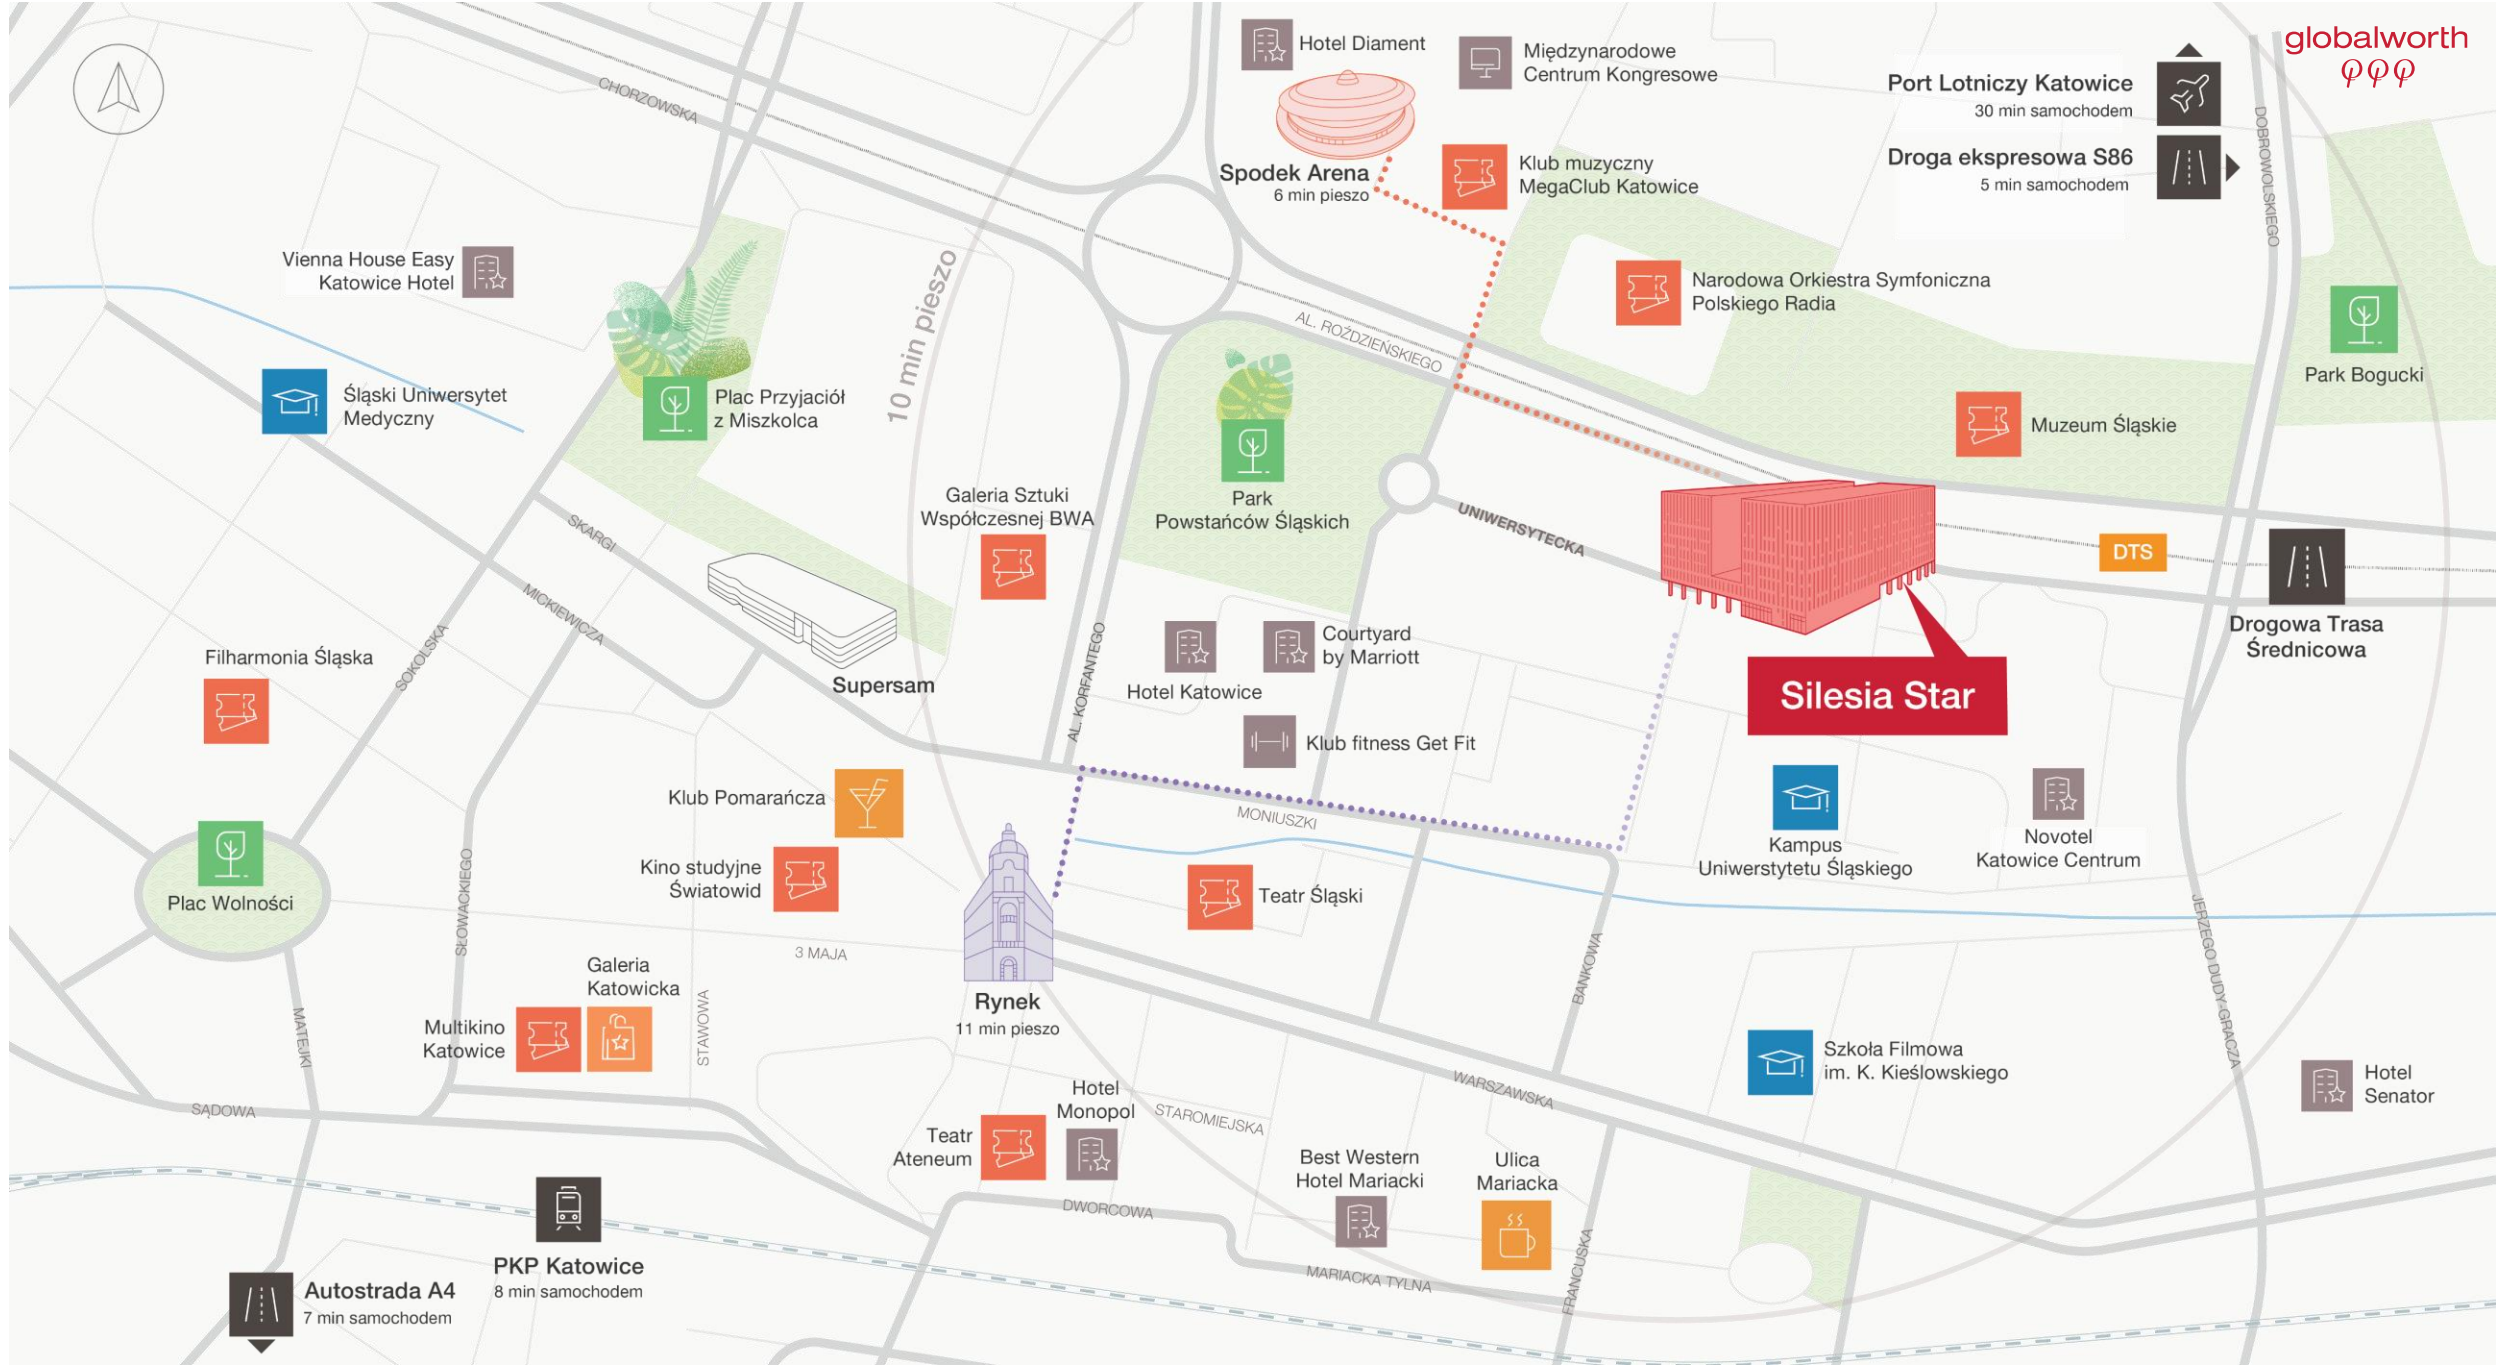 globalworth
Hotel Diament
Międzynarodowe
Centrum Kongresowe
Port Lotniczy Katowice
30 min samochodem
Droga ekspresowa S86
5 min samochodem
DOBROWOLSKIEGO
CHORZOWSKA
Spodek Arena
6 min pieszo
Klub muzyczny
MegaClub Katowice
Vienna House Easy
Katowice Hotel
10 min pieszo
Narodowa Orkiestra Symfoniczna
Polskiego Radia
AL. ROŹDZIEŃSKIEGO
Park Bogucki
Śląski Uniwersytet
Medyczny
Plac Przyjaciół
z Miszkolca
Muzeum Śląskie
Galeria Sztuki
Współczesnej BWA
Park
Powstańców Śląskich
UNIWERSYTECKA
SKARGI
DTS
MICKIEWICZA
Drogowa Trasa
Średnicowa
SOKOLSKA
Filharmonia Śląska
Supersam
AL. KORFANTEGO
Hotel Katowice
Courtyard
by Marriott
Silesia Star
Klub fitness Get Fit
Klub Pomarańcza
MONIUSZKI
Kino studyjne
Światowid
Kampus
Uniwerstytetu Śląskiego
Novotel
Katowice Centrum
Plac Wolności
SŁOWACKIEGO
Teatr Śląski
3 MAJA
BANKOWA
JERZEGO DUDY-GRACZA
Galeria
Katowicka
Multikino
Katowice
STAWOWA
MATEJKI
Rynek
11 min pieszo
Szkoła Filmowa
im. K. Kieślowskiego
Hotel
Senator
SĄDOWA
WARSZAWSKA
Hotel
Monopol
STAROMIEJSKA
Teatr
Ateneum
Best Western
Hotel Mariacki
Ulica
Mariacka
DWORCOWA
FRANCUSKA
MARIACKA TYLNA
PKP Katowice
8 min samochodem
Autostrada A4
7 min samochodem